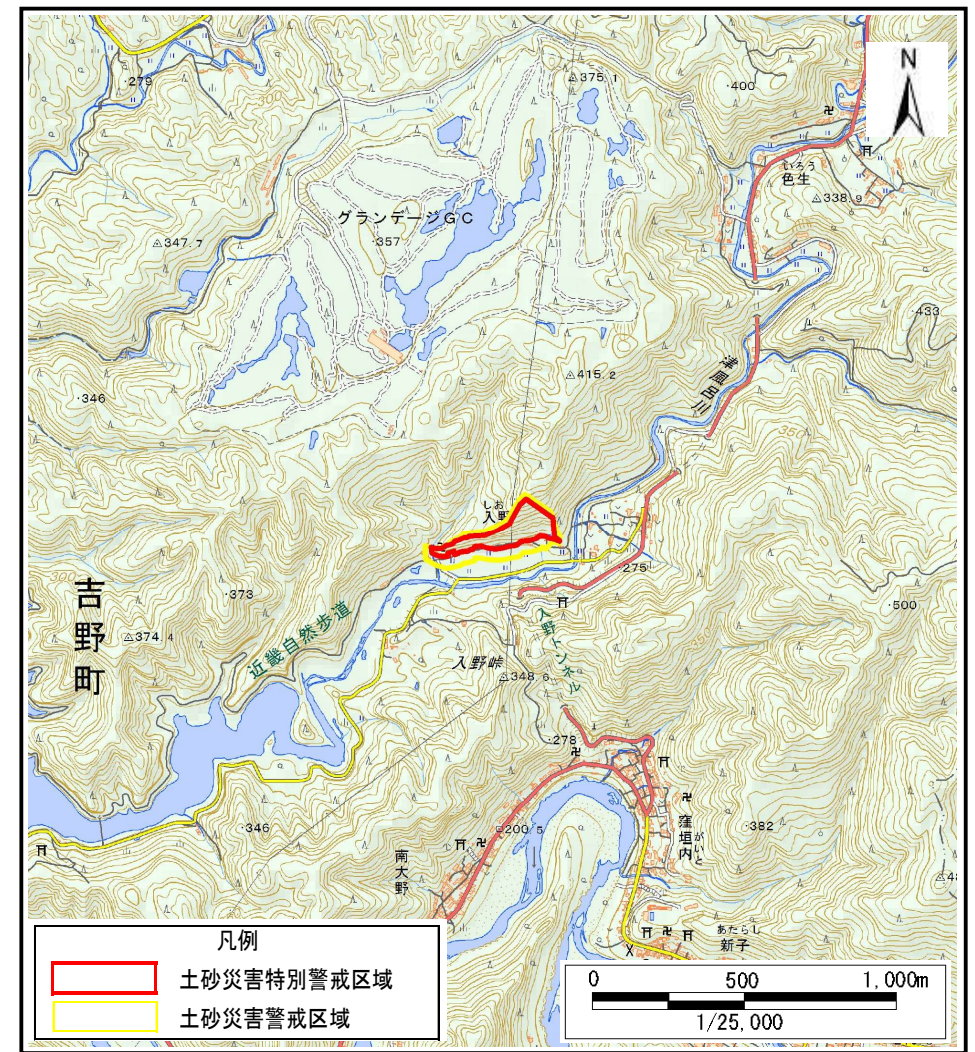 N
375.1
279
400
いろう
色生
338.9
グランデージGC
357
347.7
433
津風呂川
415.2
346
350
しお
入野
300
275
吉野町
373
500
374.4
近畿自然歩道
入野トンネル
入野峠
348.6
278
200.5
346
382
窪垣内
がいと
南大野
あたらし
新子
凡例
土砂災害特別警戒区域
土砂災害警戒区域
0 500 1,000m
1/25,000